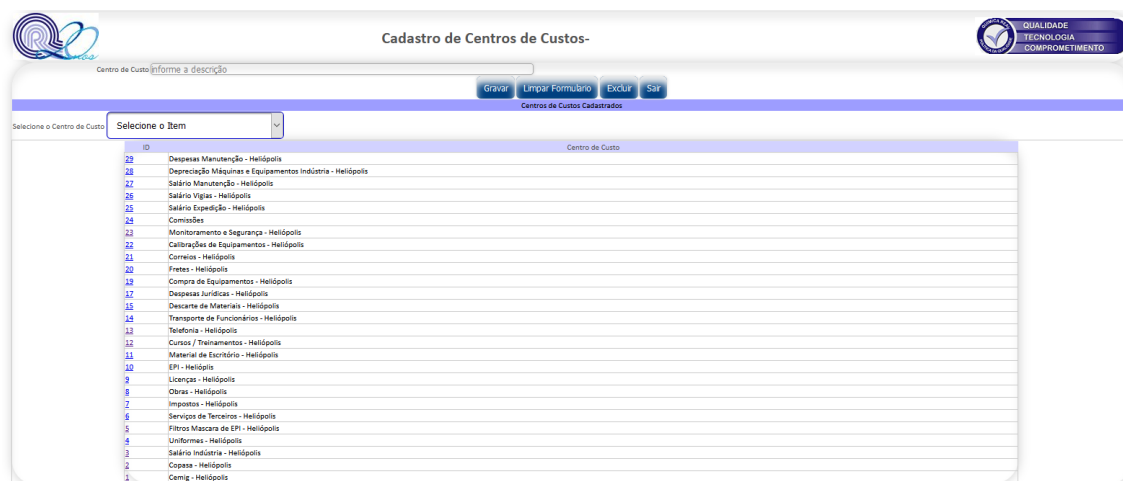 Cadastro de Centros de Custos-
QUALIDADE
TECNOLOGIA
COMPROMETIMENTO
Centro de Custo informe a descrição
Gravar Limpar Formulario Excluir Sair
Centros de Custos Cadastrados
Selecione o Centro de Custo Selecione o Item
ID Centro de Custo
29 Despesas Manutenção - Heliópolis
28 Depreciação Máquinas e Equipamentos Indústria - Heliópolis
27 Salário Manutenção - Heliópolis
26 Salário Vigias - Heliópolis
25 Salário Expedição - Heliópolis
24 Comissões
23 Monitoramento e Segurança - Heliópolis
22 Calibrações de Equipamentos - Heliópolis
21 Correios - Heliópolis
20 Fretes - Heliópolis
19 Compra de Equipamentos - Heliópolis
17 Despesas Jurídicas - Heliópolis
15 Descarte de Materiais - Heliópolis
14 Transporte de Funcionários - Heliópolis
13 Telefonia - Heliópolis
12 Cursos / Treinamentos - Heliópolis
11 Material de Escritório - Heliópolis
10 EPI - Helióplis
9 Licenças - Heliópolis
8 Obras - Heliópolis
7 Impostos - Heliópolis
6 Serviços de Terceiros - Heliópolis
5 Filtros Mascara de EPI - Heliópolis
4 Uniformes - Heliópolis
3 Salário Indústria - Heliópolis
2 Copasa - Heliópolis
1 Cemig - Heliópolis